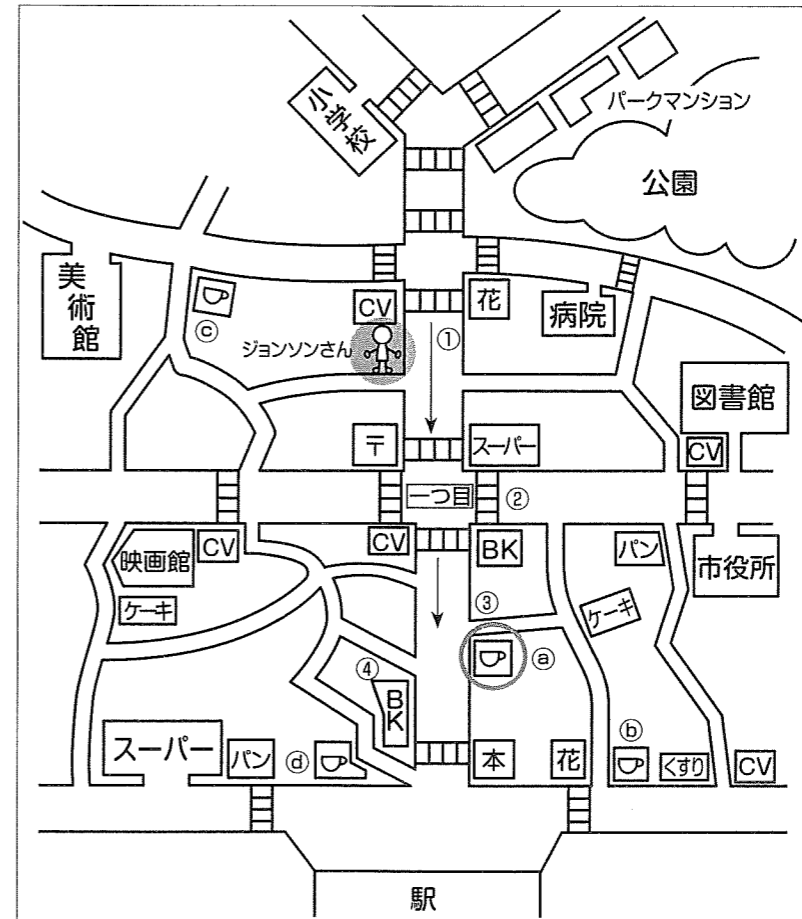 小学校
パークマンション
公園
美術館
ⓒ
CV
ジョンソンさん
①
花
病院
図書館
CV
〒
スーパー
一つ目
②
映画館
CV
CV
BK
パン
市役所
ケーキ
③
ケーキ
ⓐ
④
BK
スーパー
パン
ⓓ
本
花
ⓑ
くすり
CV
駅